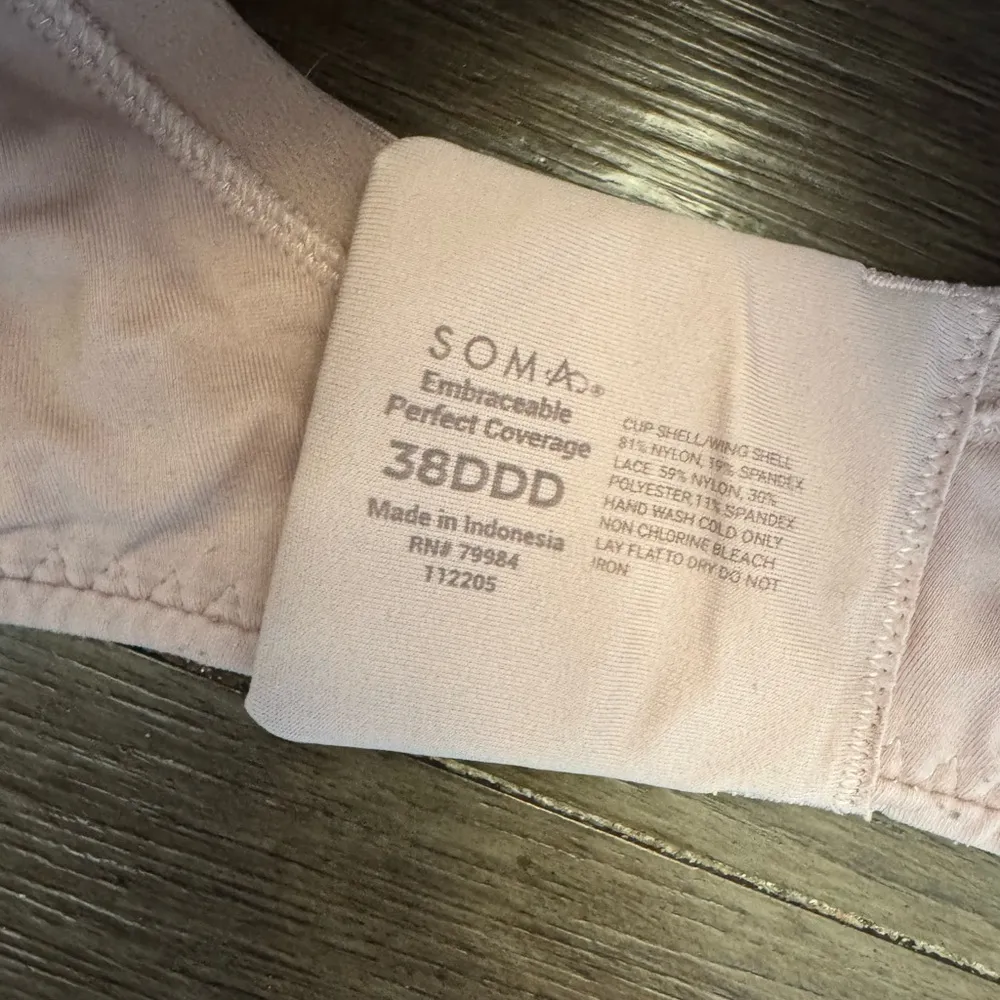 SOMA®
Embraceable
Perfect Coverage
38DDD
Made in Indonesia
RN# 79984
112205
CUP SHELL/WING SHELL
81% NYLON, 19% SPANDEX
LACE 59% NYLON, 30%
POLYESTER 11% SPANDEX
HAND WASH COLD ONLY
NON CHLORINE BLEACH
LAY FLAT TO DRY DO NOT
IRON